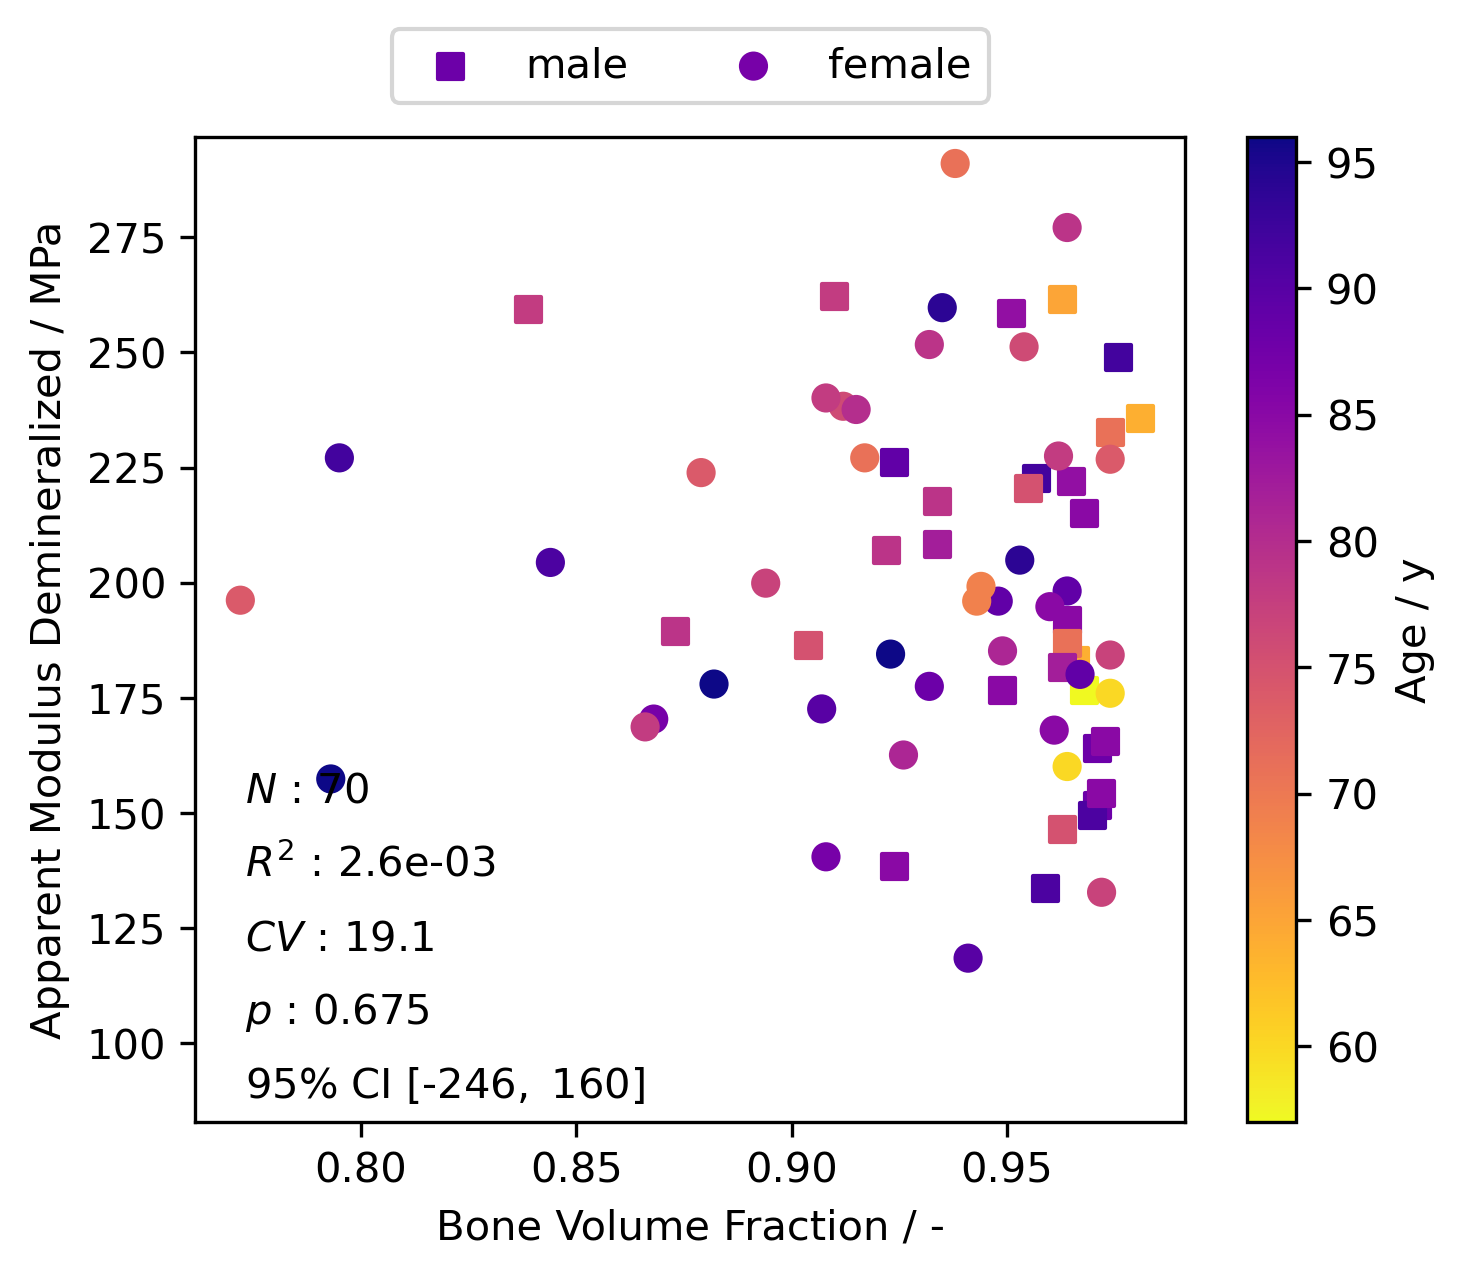 male female
275
250
225
200
175
150
125
100
Apparent Modulus Demineralized / MPa
N : 70
R² : 2.6e-03
CV : 19.1
p : 0.675
95% CI [-246, 160]
0.80 0.85 0.90 0.95
Bone Volume Fraction / -
95
90
85
80
75
70
65
60
Age / y